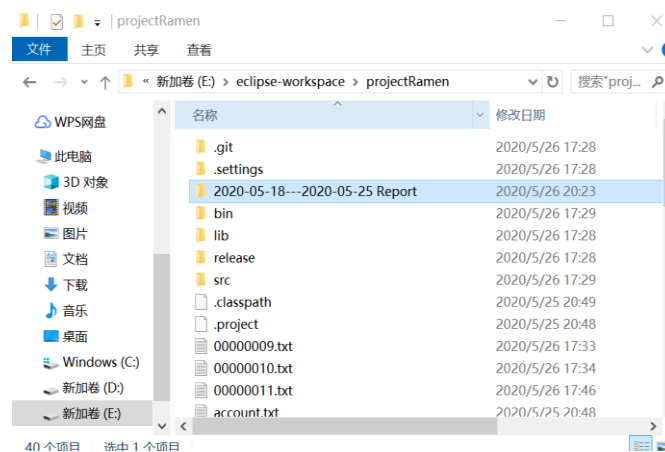 projectRamen
文件 主页 共享 查看
« 新加卷 (E:) › eclipse-workspace › projectRamen 搜索"proj...
名称 修改日期
WPS网盘
此电脑
3D 对象
视频
图片
文档
下载
音乐
桌面
Windows (C:)
新加卷 (D:)
新加卷 (E:)
.git 2020/5/26 17:28
.settings 2020/5/26 17:28
2020-05-18---2020-05-25 Report 2020/5/26 20:23
bin 2020/5/26 17:29
lib 2020/5/26 17:28
release 2020/5/26 17:28
src 2020/5/26 17:29
.classpath 2020/5/25 20:49
.project 2020/5/25 20:48
00000009.txt 2020/5/26 17:33
00000010.txt 2020/5/26 17:34
00000011.txt 2020/5/26 17:46
account.txt 2020/5/25 20:48
40 个项目 选中 1 个项目